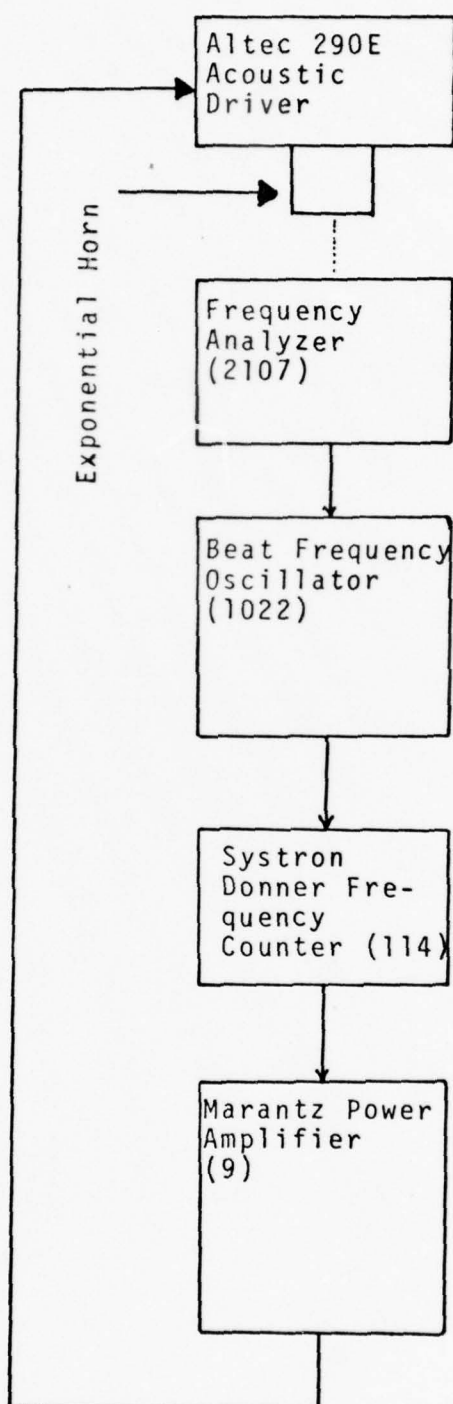 Altec 290E
Acoustic
Driver
Exponential Horn
Frequency
Analyzer
(2107)
Beat Frequency
Oscillator
(1022)
Systron
Donner Fre-
quency
Counter (114)
Marantz Power
Amplifier
(9)